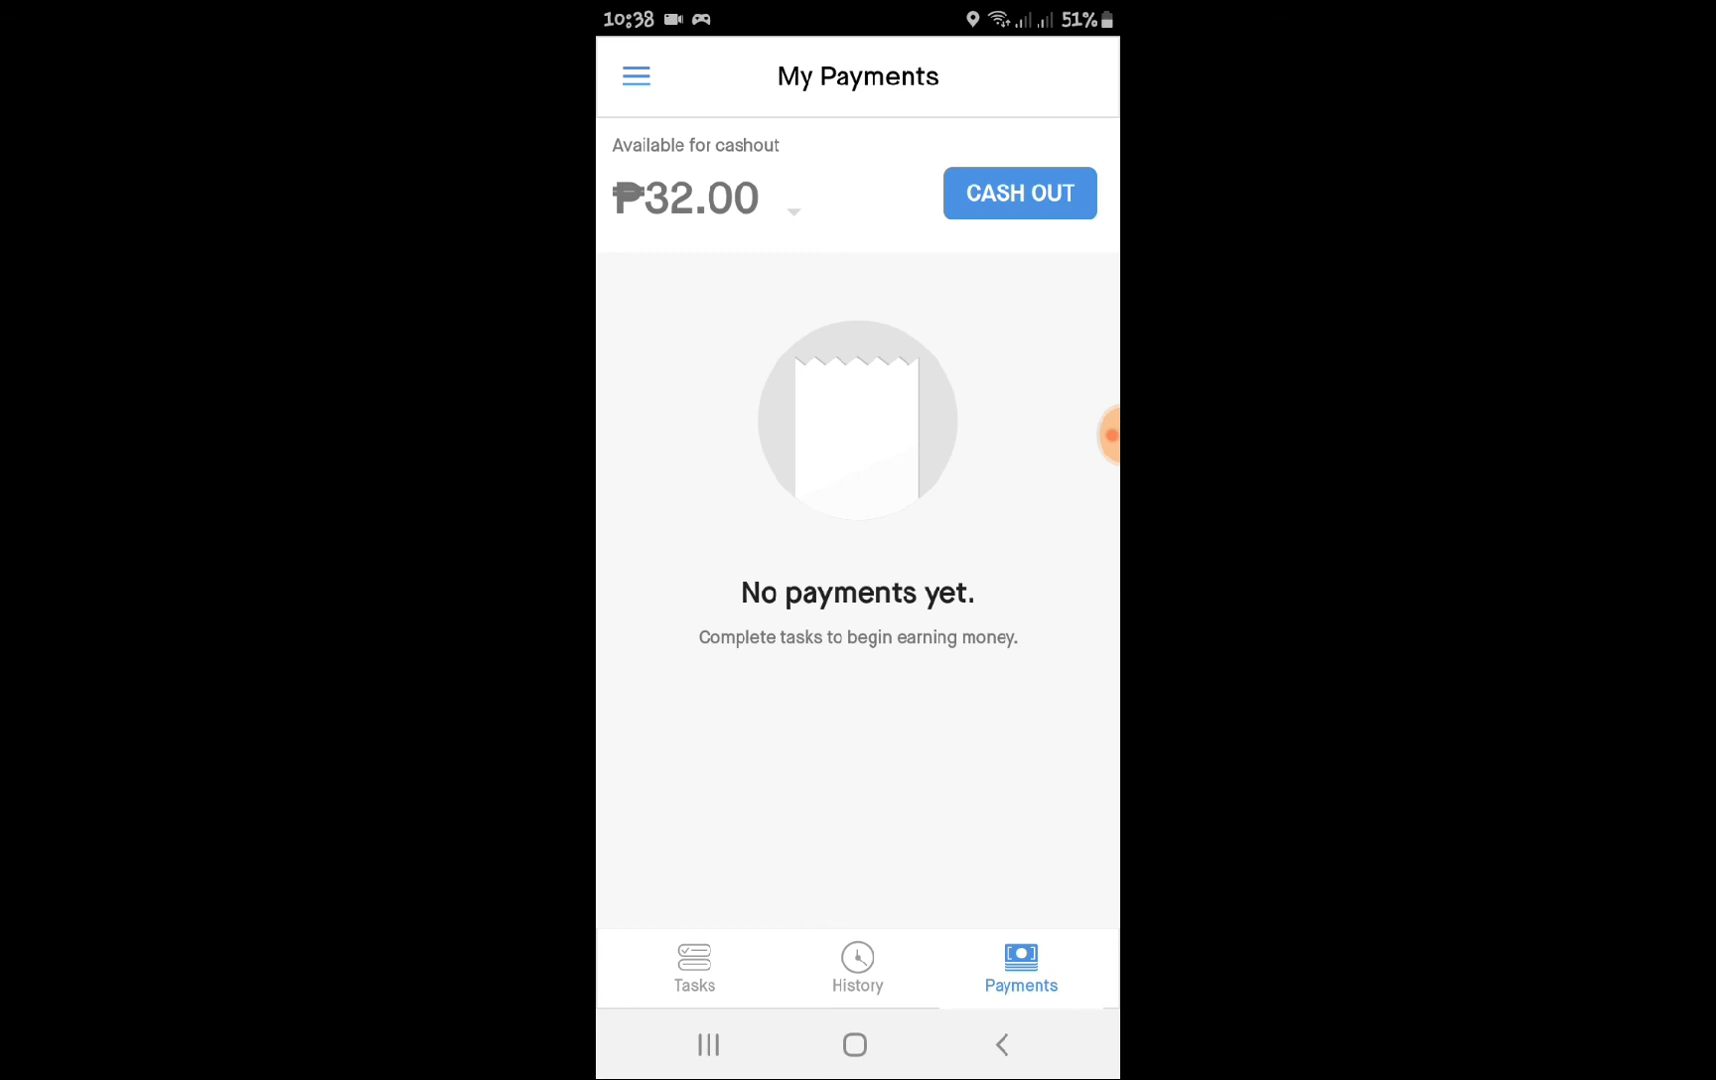 10:38 51%
My Payments
Available for cashout
₱32.00
CASH OUT
No payments yet.
Complete tasks to begin earning money.
Tasks History Payments